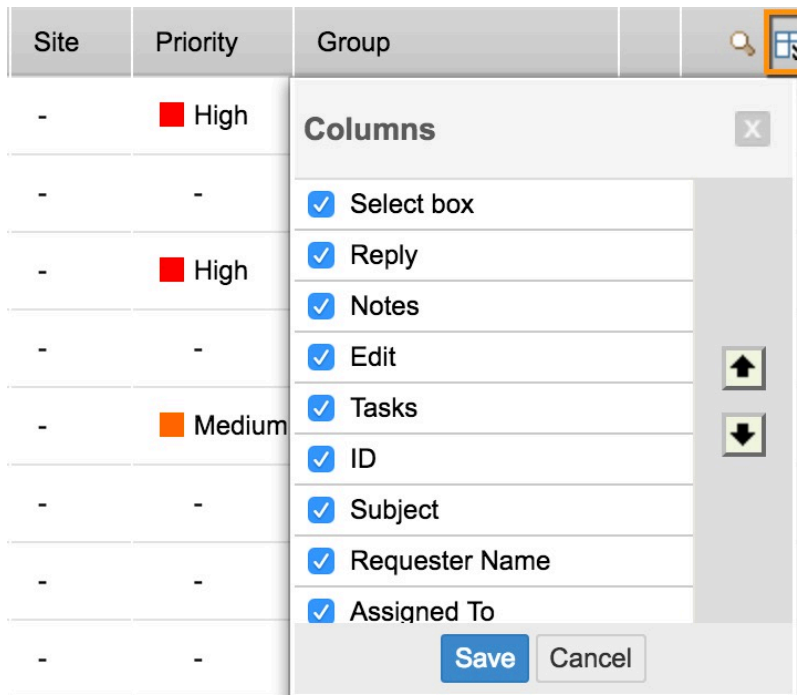 Site Priority Group
- High
Columns X
- -
Select box
Reply
- High
Notes
- -
Edit
Tasks
- Medium
ID
- -
Subject
Requester Name
- -
Assigned To
- -
Save Cancel